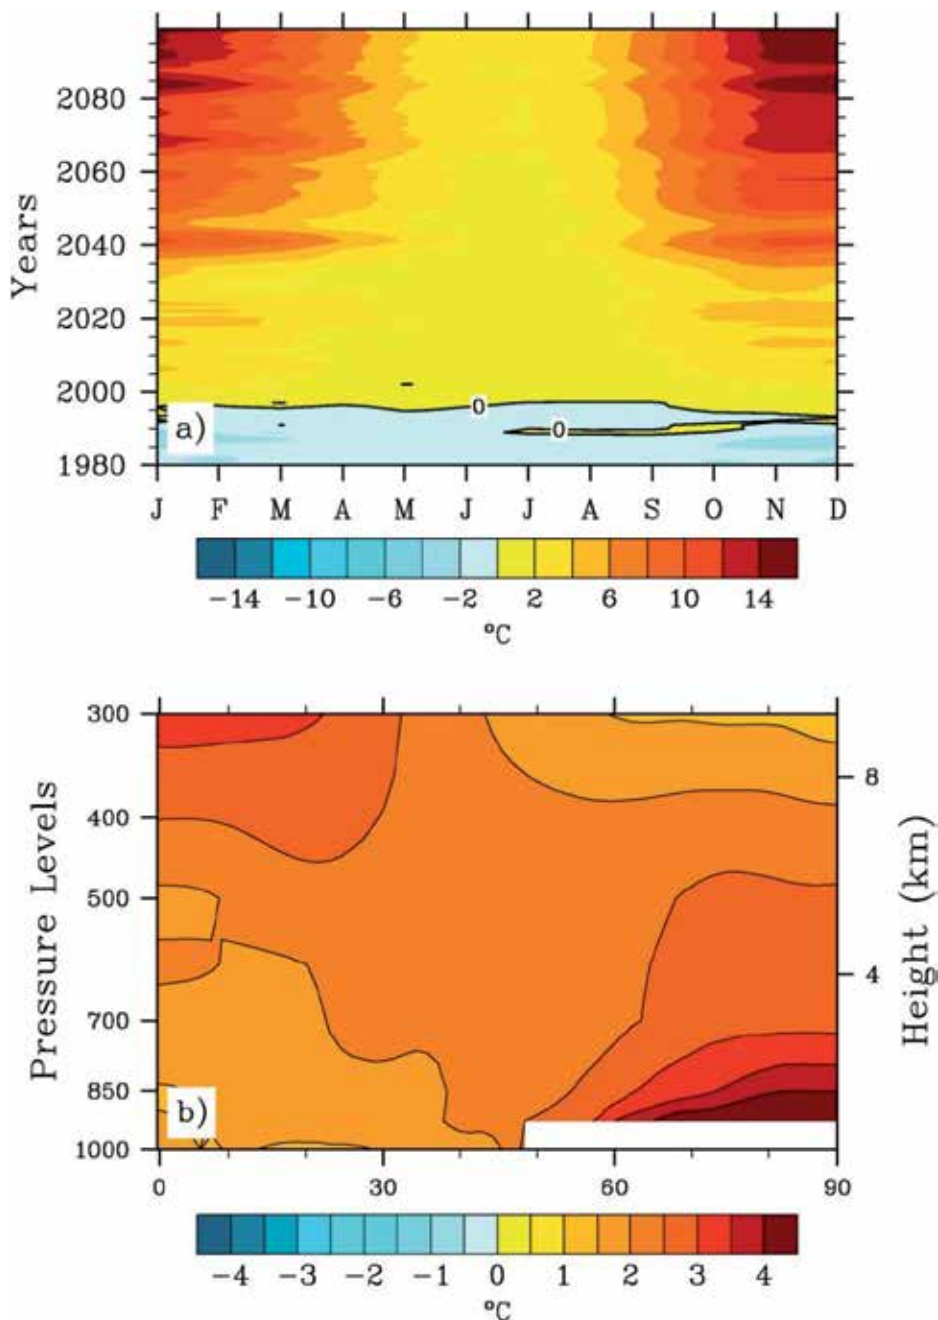 Years
2080
2060
2040
2020
2000
1980
0
0
a)
J F M A M J J A S O N D
−14 −10 −6 −2 2 6 10 14
°C
Pressure Levels
300
400
500
700
850
1000
8
4
Height (km)
b)
0 30 60 90
−4 −3 −2 −1 0 1 2 3 4
°C